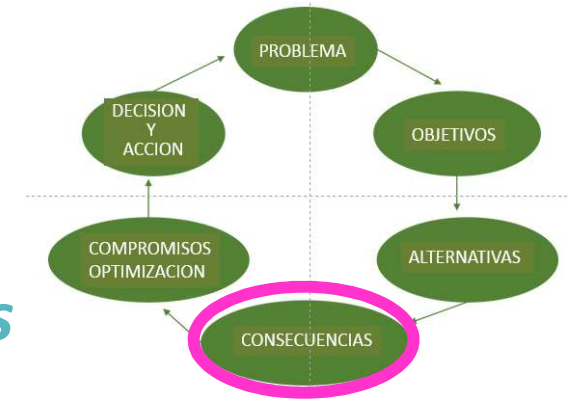 PROBLEMA
OBJETIVOS
ALTERNATIVAS
CONSECUENCIAS
COMPROMISOS
OPTIMIZACION
DECISION
Y
ACCION
S